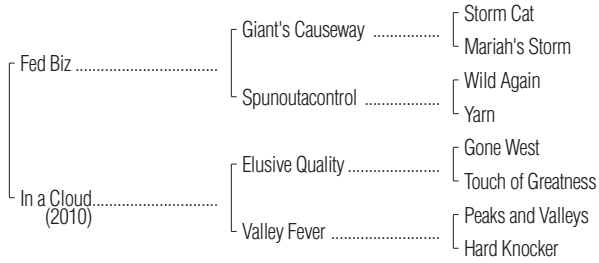 Storm Cat
Giant's Causeway ................
Mariah's Storm
Fed Biz .................................
Wild Again
Spunoutacontrol ..................
Yarn
Gone West
Elusive Quality ......................
Touch of Greatness
In a Cloud.............................
(2010)
Peaks and Valleys
Valley Fever ..........................
Hard Knocker